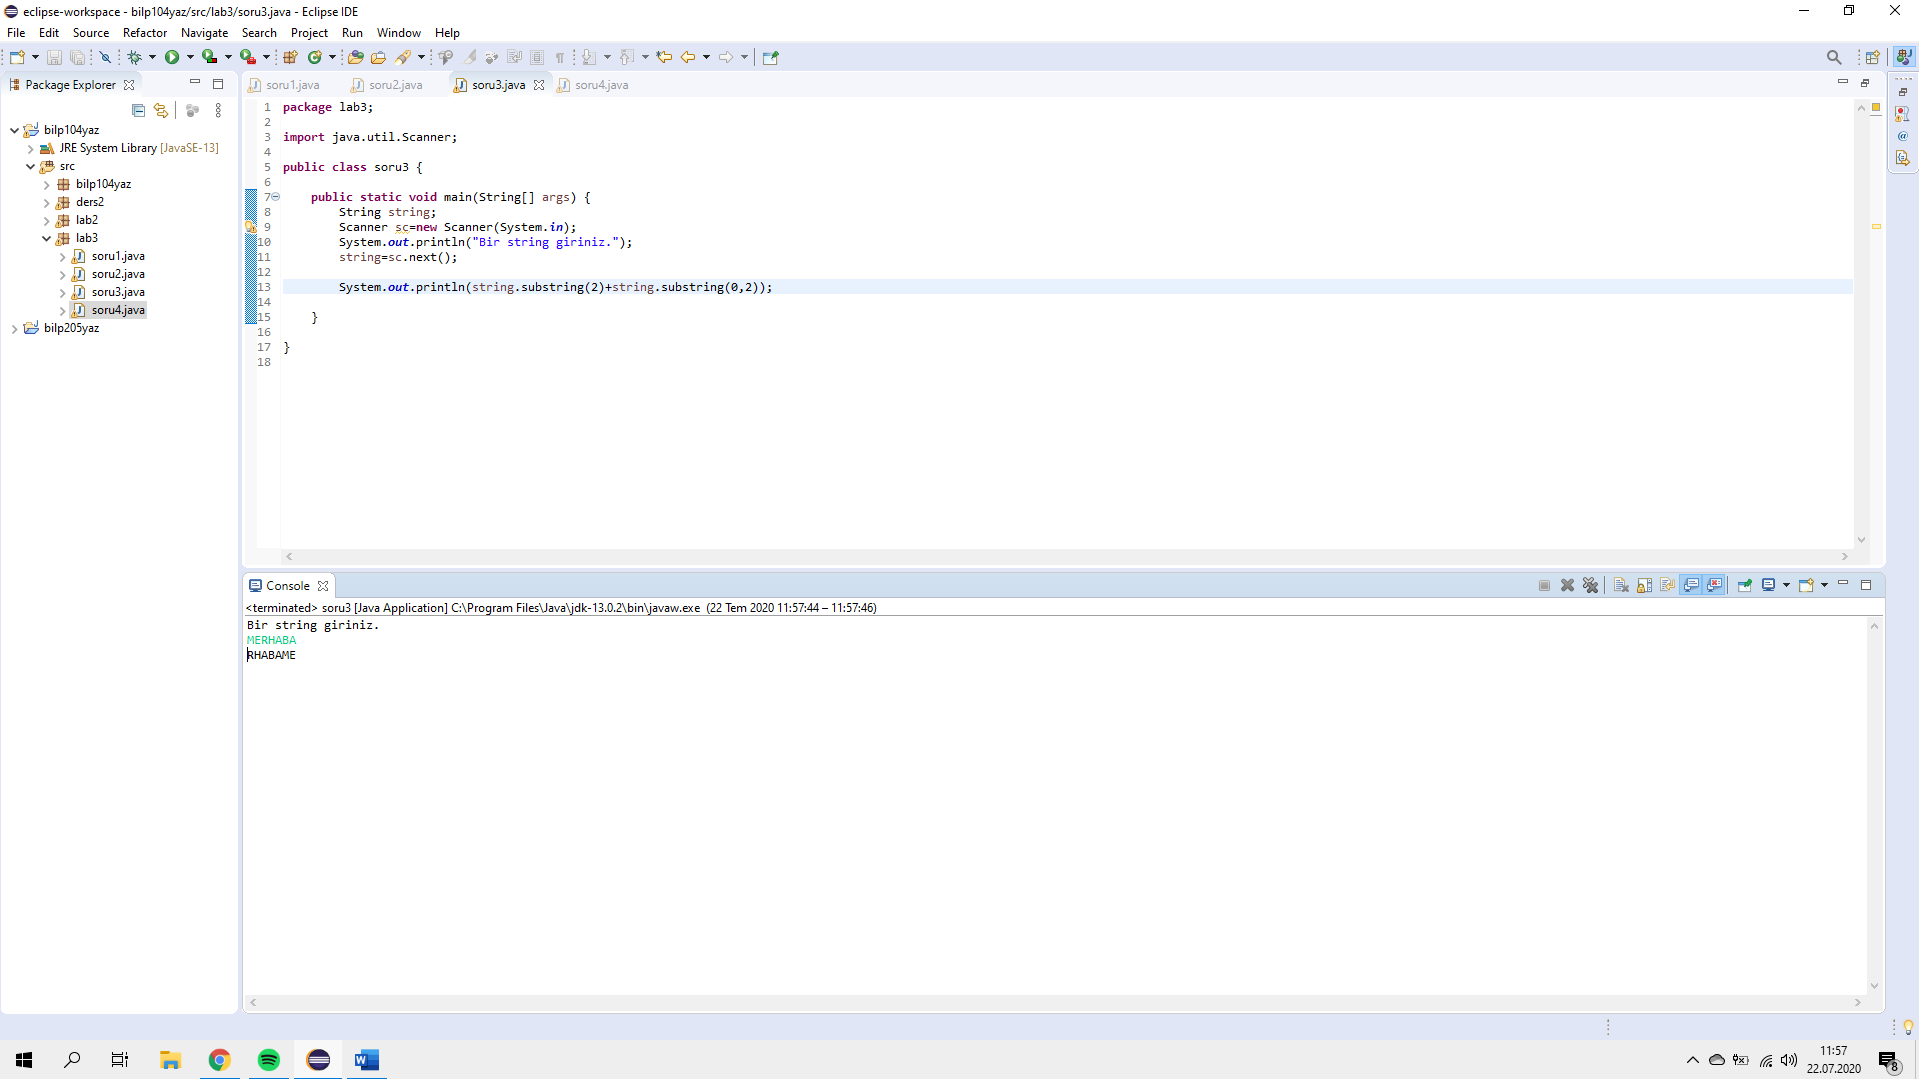 eclipse-workspace - bilp104yaz/src/lab3/soru3.java - Eclipse IDE
File Edit Source Refactor Navigate Search Project Run Window Help
Package Explorer
bilp104yaz
JRE System Library [JavaSE-13]
src
bilp104yaz
ders2
lab2
lab3
soru1.java
soru2.java
soru3.java
soru4.java
bilp205yaz
soru1.java soru2.java soru3.java soru4.java
1 package lab3;
2
3 import java.util.Scanner;
4
5 public class soru3 {
6
7 public static void main(String[] args) {
8 String string;
9 Scanner sc=new Scanner(System.in);
10 System.out.println("Bir string giriniz.");
11 string=sc.next();
12
13 System.out.println(string.substring(2)+string.substring(0,2));
14
15 }
16
17 }
18
Console
<terminated> soru3 [Java Application] C:\Program Files\Java\jdk-13.0.2\bin\javaw.exe (22 Tem 2020 11:57:44 – 11:57:46)
Bir string giriniz.
MERHABA
RHABAME
11:57
22.07.2020
8